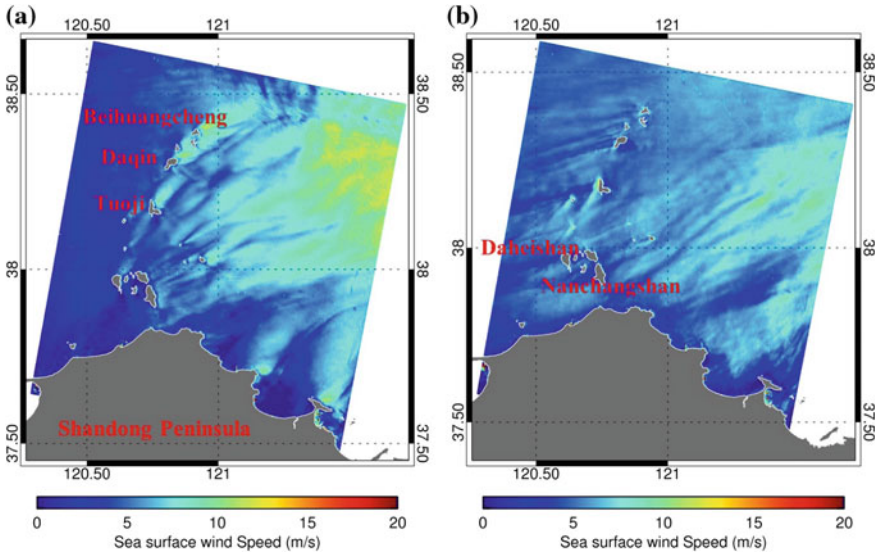 (a)
120.50 121
38.50 38.50
Beihuangcheng
Daqin
Tuoji
38 38
Shandong Peninsula
37.50 37.50
120.50 121
0 5 10 15 20
Sea surface wind Speed (m/s)
(b)
120.50 121
38.50 38.50
Daheishan
38 38
Nanchangshan
37.50 37.50
120.50 121
0 5 10 15 20
Sea surface wind Speed (m/s)